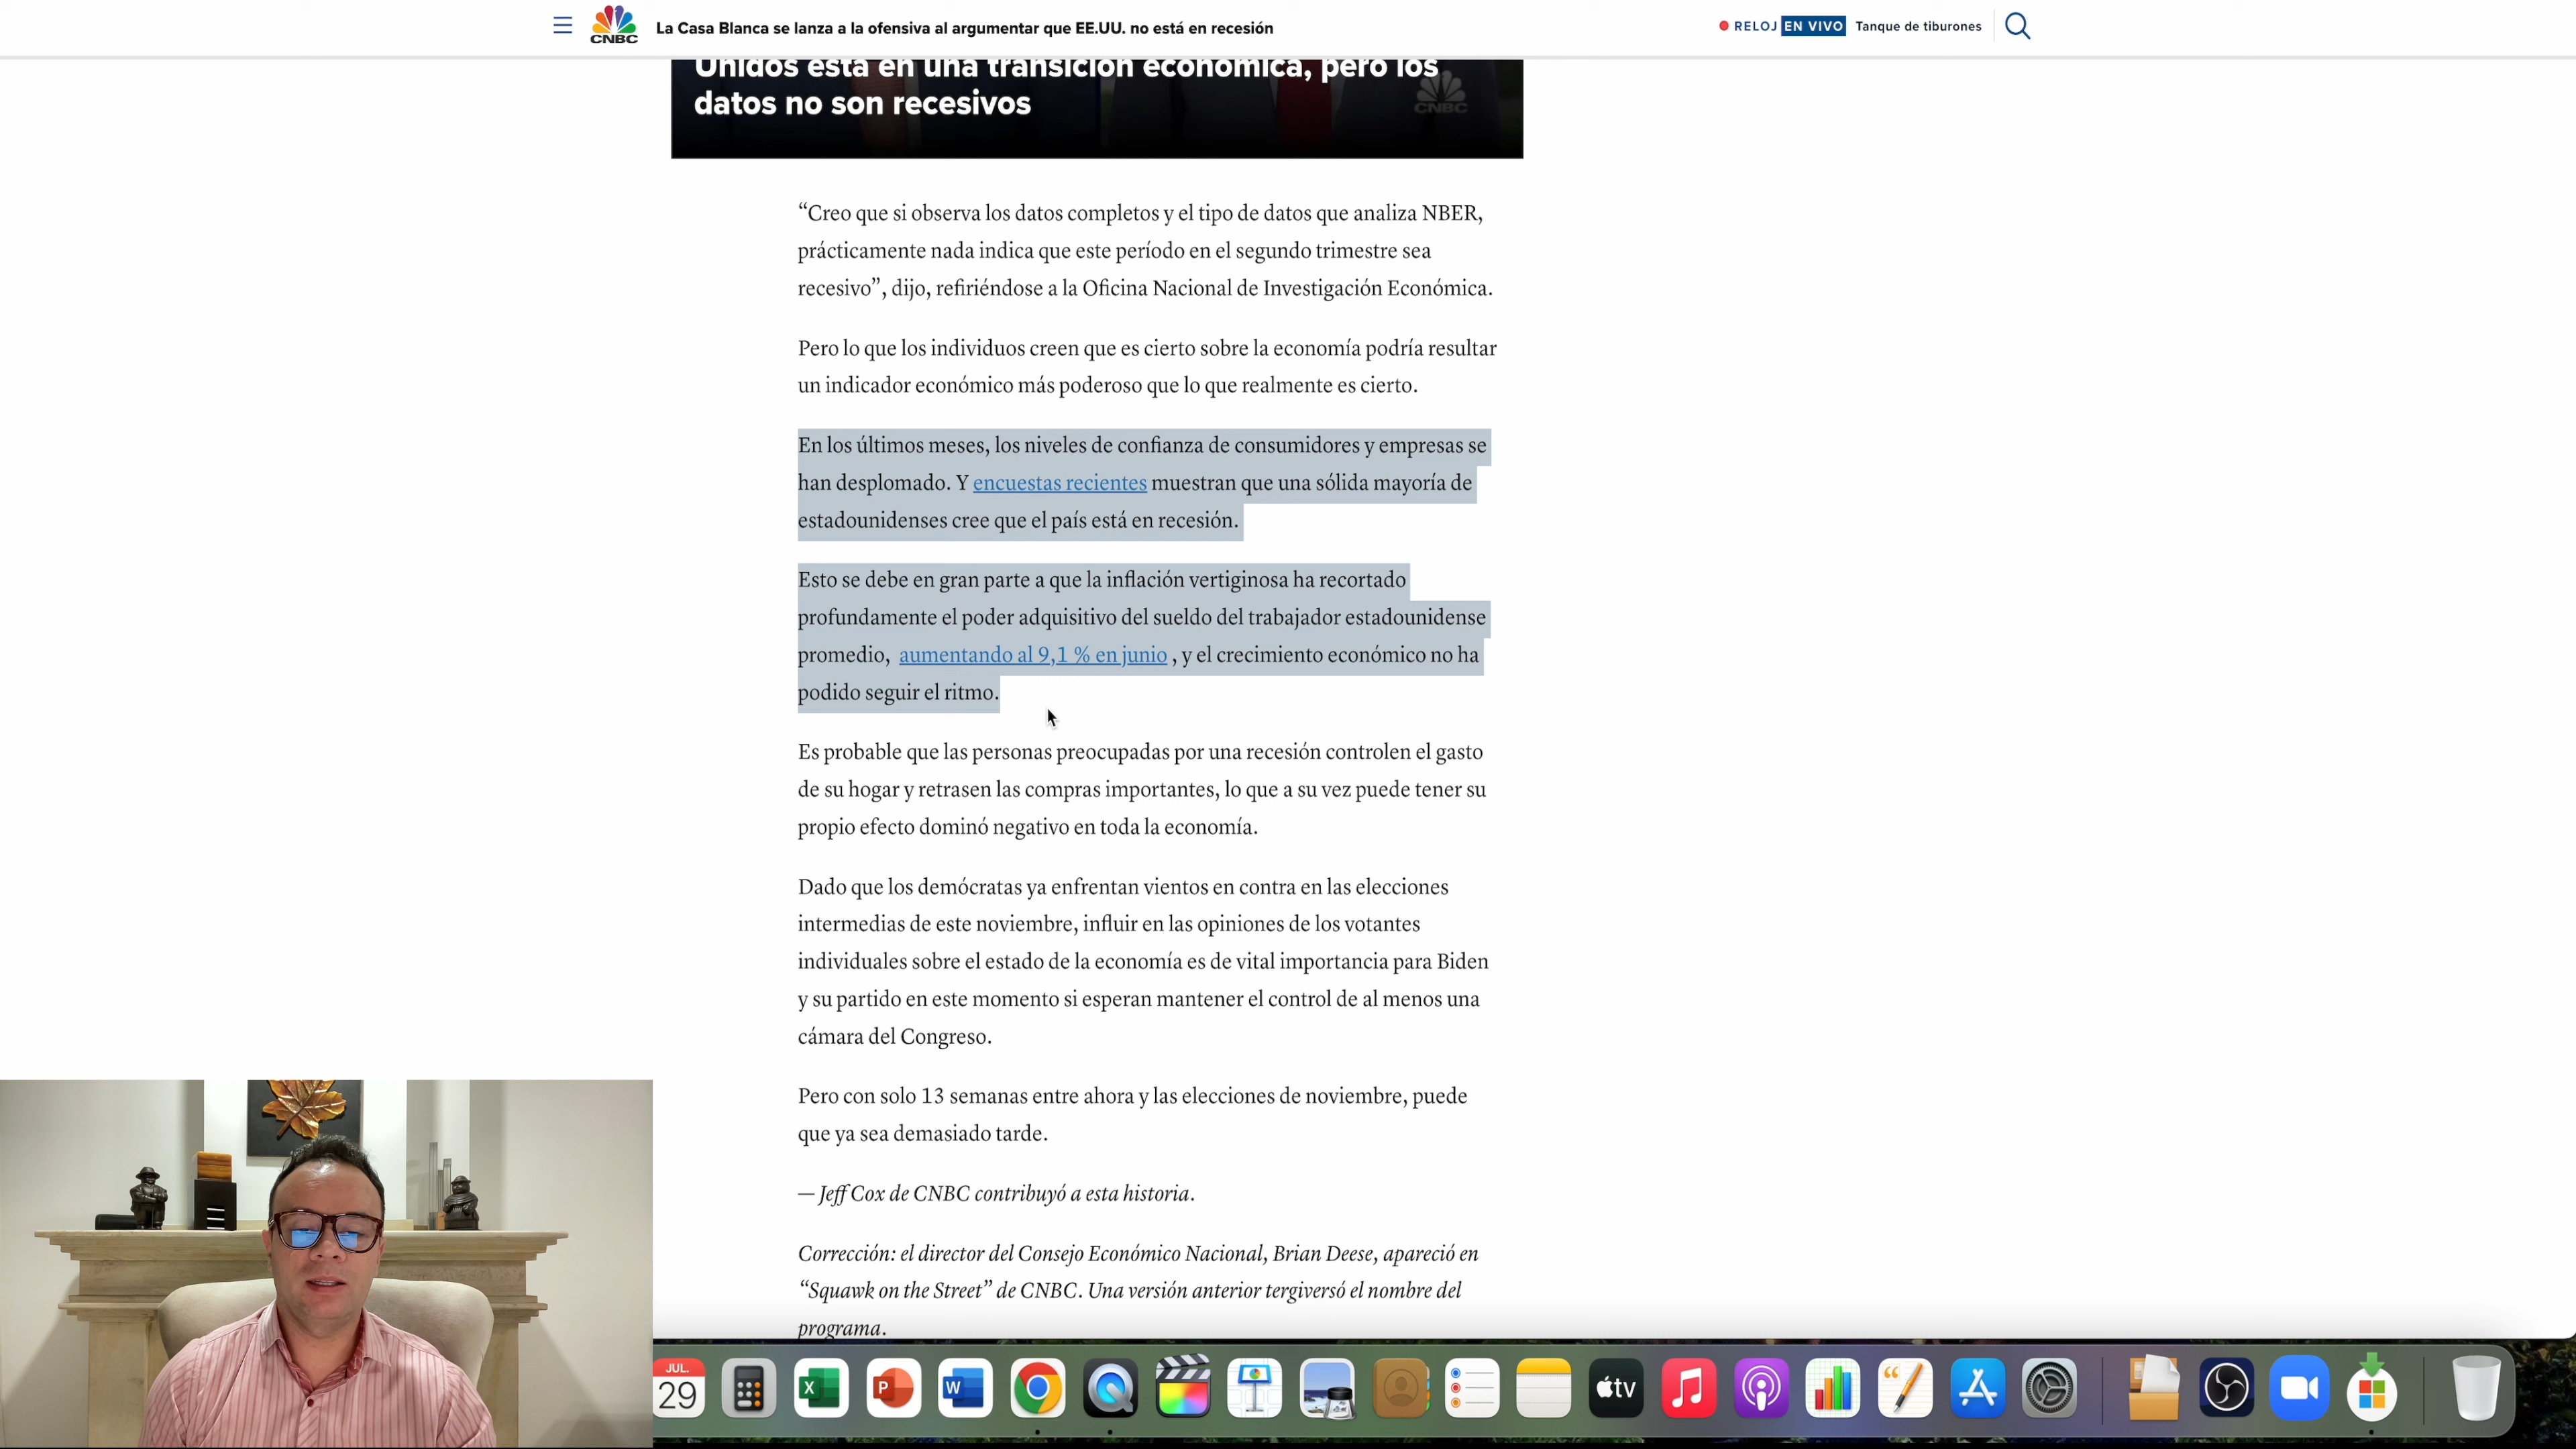 CNBC
La Casa Blanca se lanza a la ofensiva al argumentar que EE.UU. no está en recesión
RELOJ EN VIVO Tanque de tiburones
Unidos está en una transición económica, pero los
datos no son recesivos
CNBC
“Creo que si observa los datos completos y el tipo de datos que analiza NBER,
prácticamente nada indica que este período en el segundo trimestre sea
recesivo”, dijo, refiriéndose a la Oficina Nacional de Investigación Económica.
Pero lo que los individuos creen que es cierto sobre la economía podría resultar
un indicador económico más poderoso que lo que realmente es cierto.
En los últimos meses, los niveles de confianza de consumidores y empresas se
han desplomado. Y encuestas recientes muestran que una sólida mayoría de
estadounidenses cree que el país está en recesión.
Esto se debe en gran parte a que la inflación vertiginosa ha recortado
profundamente el poder adquisitivo del sueldo del trabajador estadounidense
promedio, aumentando al 9,1 % en junio , y el crecimiento económico no ha
podido seguir el ritmo.
Es probable que las personas preocupadas por una recesión controlen el gasto
de su hogar y retrasen las compras importantes, lo que a su vez puede tener su
propio efecto dominó negativo en toda la economía.
Dado que los demócratas ya enfrentan vientos en contra en las elecciones
intermedias de este noviembre, influir en las opiniones de los votantes
individuales sobre el estado de la economía es de vital importancia para Biden
y su partido en este momento si esperan mantener el control de al menos una
cámara del Congreso.
Pero con solo 13 semanas entre ahora y las elecciones de noviembre, puede
que ya sea demasiado tarde.
— Jeff Cox de CNBC contribuyó a esta historia.
Corrección: el director del Consejo Económico Nacional, Brian Deese, apareció en
“Squawk on the Street” de CNBC. Una versión anterior tergiversó el nombre del
programa.
JUL.
29
X
P
W
tv